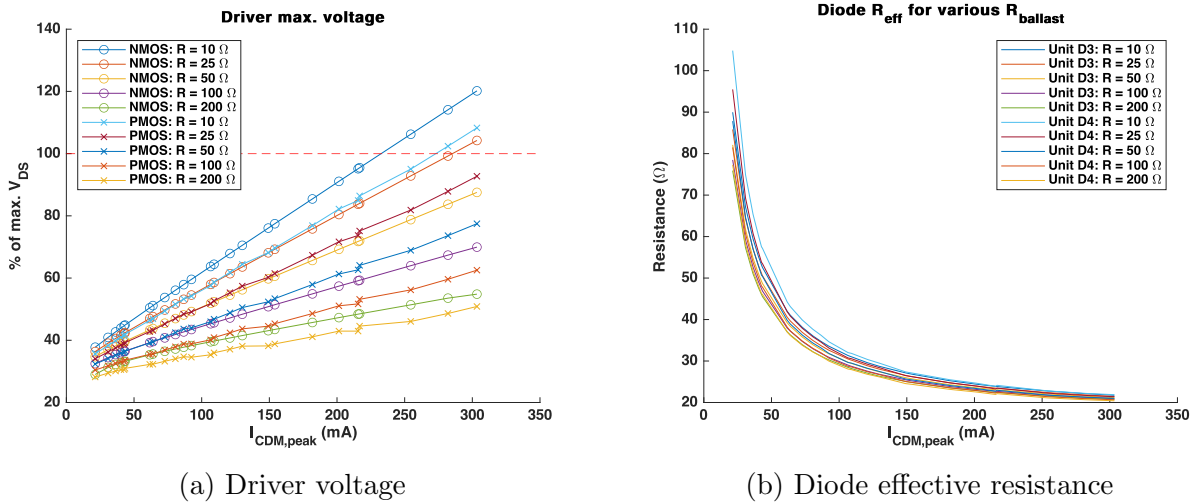 Driver max. voltage
% of max. V_DS
140
120
100
80
60
40
20
NMOS: R = 10 Ω
NMOS: R = 25 Ω
NMOS: R = 50 Ω
NMOS: R = 100 Ω
NMOS: R = 200 Ω
PMOS: R = 10 Ω
PMOS: R = 25 Ω
PMOS: R = 50 Ω
PMOS: R = 100 Ω
PMOS: R = 200 Ω
0 50 100 150 200 250 300 350
I_CDM,peak (mA)
(a) Driver voltage
Diode R_eff for various R_ballast
Resistance (Ω)
110
100
90
80
70
60
50
40
30
20
Unit D3: R = 10 Ω
Unit D3: R = 25 Ω
Unit D3: R = 50 Ω
Unit D3: R = 100 Ω
Unit D3: R = 200 Ω
Unit D4: R = 10 Ω
Unit D4: R = 25 Ω
Unit D4: R = 50 Ω
Unit D4: R = 100 Ω
Unit D4: R = 200 Ω
0 50 100 150 200 250 300 350
I_CDM,peak (mA)
(b) Diode effective resistance